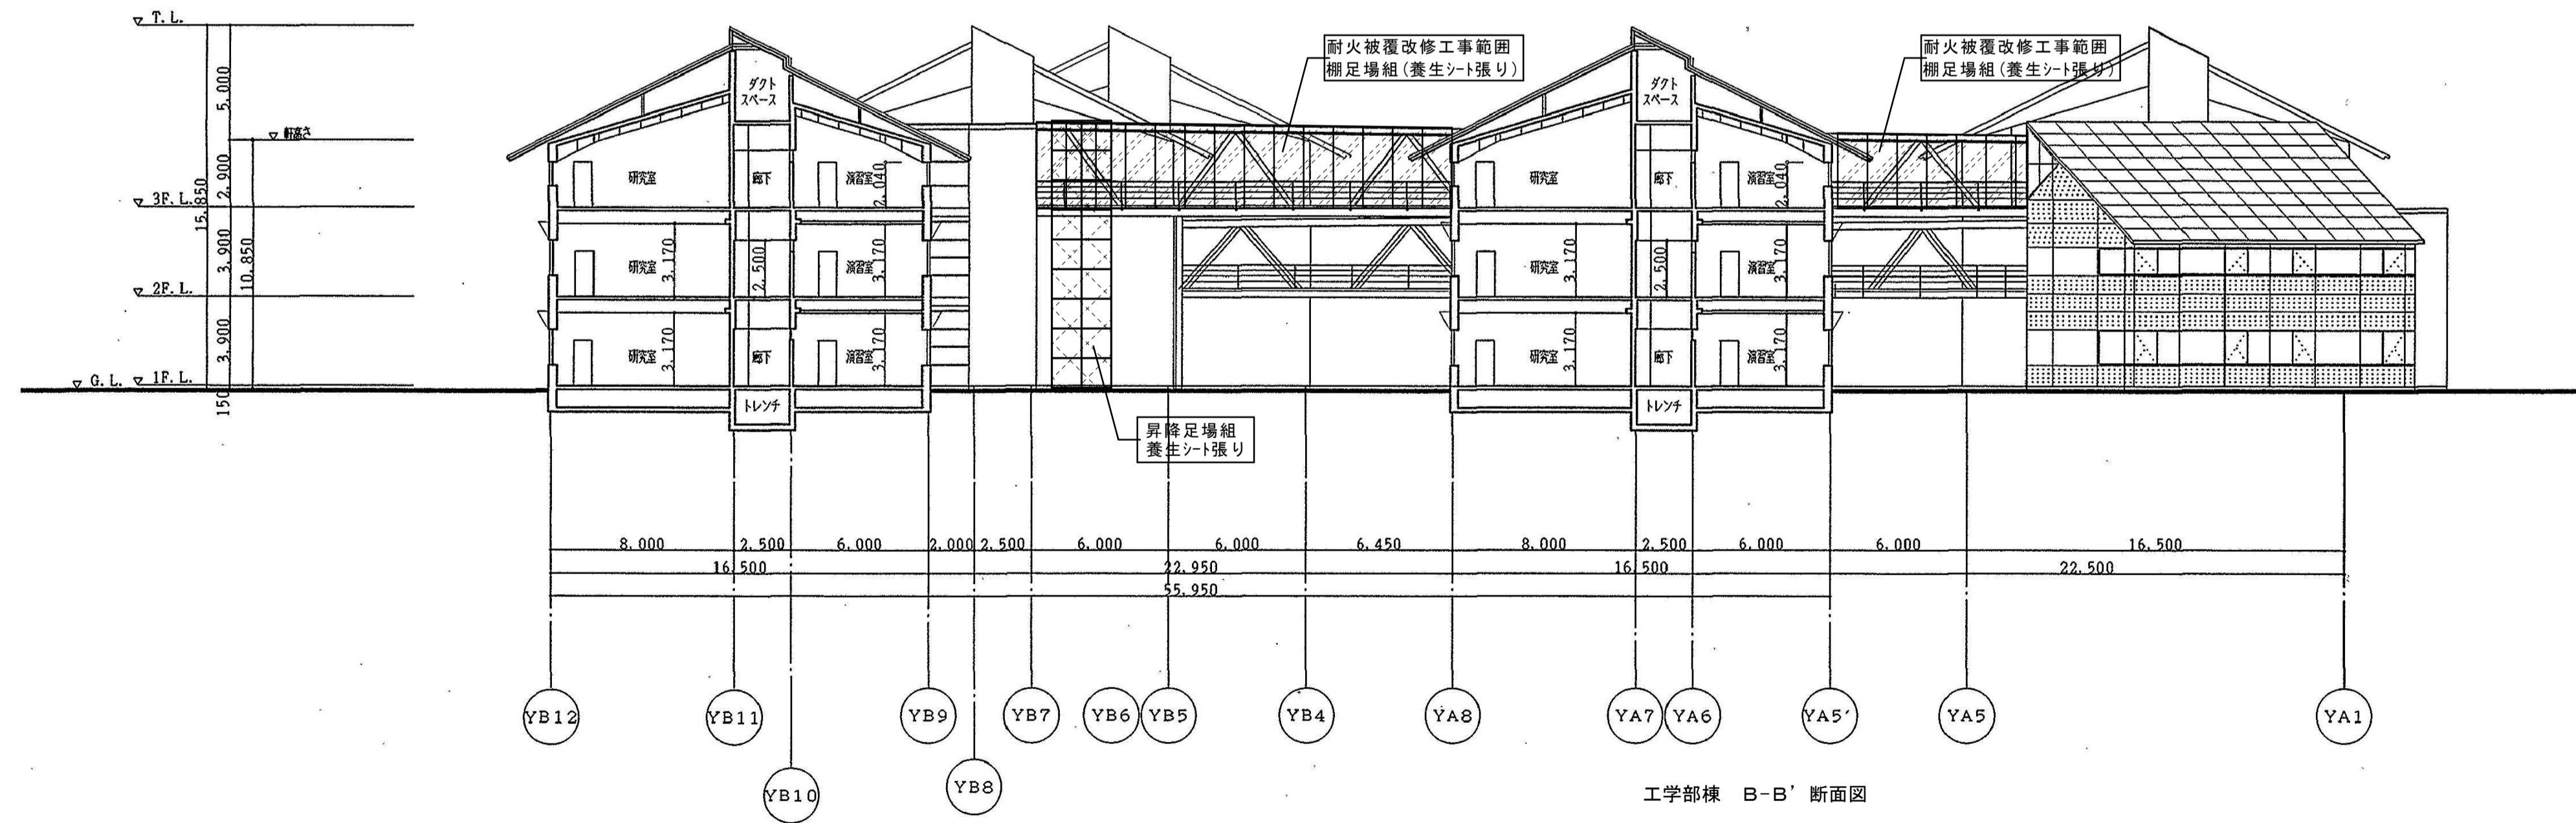 T.L.
5,000
軒高さ
15,850
2,900
3F.L.
3,900
10,850
2F.L.
3,900
G.L.
1F.L.
150
耐火被覆改修工事範囲
棚足場組(養生シート張り)
耐火被覆改修工事範囲
棚足場組(養生シート張り)
ダクト
スペース
ダクト
スペース
研究室
廊下
演習室
2,040
研究室
廊下
演習室
2,040
研究室
3,170
2,500
演習室
3,170
研究室
3,170
2,500
演習室
3,170
研究室
3,170
廊下
演習室
3,170
研究室
3,170
廊下
演習室
3,170
トレンチ
トレンチ
昇降足場組
養生シート張り
8,000
2,500
6,000
2,000
2,500
6,000
6,000
6,450
8,000
2,500
6,000
6,000
16,500
16,500
22,950
16,500
22,500
55,950
YB12
YB11
YB9
YB7
YB6
YB5
YB4
YA8
YA7
YA6
YA5'
YA5
YA1
YB10
YB8
工学部棟 B-B' 断面図